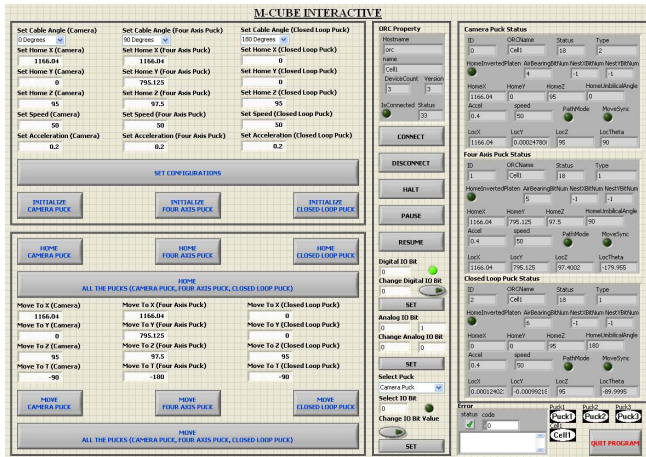 M-CUBE INTERACTIVE
Set Cable Angle (Camera) Set Cable Angle (Four Axis Puck) Set Cable Angle (Closed Loop Puck)
0 Degrees 90 Degrees 180 Degrees
Set Home X (Camera) Set Home X (Four Axis Puck) Set Home X (Closed Loop Puck)
1166.04 1166.04 0
Set Home Y (Camera) Set Home Y (Four Axis Puck) Set Home Y (Closed Loop Puck)
0 795.125 0
Set Home Z (Camera) Set Home Z (Four Axis Puck) Set Home Z (Closed Loop Puck)
95 97.5 95
Set Speed (Camera) Set Speed (Four Axis Puck) Set Speed (Closed Loop Puck)
50 50 50
Set Acceleration (Camera) Set Acceleration (Four Axis Puck) Set Acceleration (Closed Loop Puck)
0.2 0.2 0.2
SET CONFIGURATIONS
INITIALIZE CAMERA PUCK
INITIALIZE FOUR AXIS PUCK
INITIALIZE CLOSED LOOP PUCK
HOME CAMERA PUCK
HOME FOUR AXIS PUCK
HOME CLOSED LOOP PUCK
HOME
ALL THE PUCKS (CAMERA PUCK, FOUR AXIS PUCK, CLOSED LOOP PUCK)
Move To X (Camera) Move To X (Four Axis Puck) Move To X (Closed Loop Puck)
1166.04 1166.04 0
Move To Y (Camera) Move To Y (Four Axis Puck) Move To Y (Closed Loop Puck)
0 795.125 0
Move To Z (Camera) Move To Z (Four Axis Puck) Move To Z (Closed Loop Puck)
95 97.5 95
Move To T (Camera) Move To T (Four Axis Puck) Move To T (Closed Loop Puck)
-90 -180 -90
MOVE CAMERA PUCK
MOVE FOUR AXIS PUCK
MOVE CLOSED LOOP PUCK
MOVE
ALL THE PUCKS (CAMERA PUCK, FOUR AXIS PUCK, CLOSED LOOP PUCK)
ORC Property
Hostname
orc
name
Cell1
DeviceCount Version
3 3
IsConnected Status
33
CONNECT
DISCONNECT
HALT
PAUSE
RESUME
Digital IO Bit
0
Change Digital IO Bit
0
SET
Analog IO Bit
0 1
Change Analog IO Bit
0 0
SET
Select Puck
Camera Puck
Select IO Bit
0
Change IO Bit Value
SET
Camera Puck Status
ID ORCName Status Type
0 Cell1 18 2
HomeInvertedPlaten AirBearingBitNum NestXBitNum NestYBitNum
4 -1 -1
HomeX HomeY HomeZ HomeUmbilicalAngle
1166.04 0 95 0
Accel speed PathMode MoveSync
0.4 50
LocX LocY LocZ LocTheta
1166.04 0.00024780 95 90
Four Axis Puck Status
ID ORCName Status Type
1 Cell1 18 1
HomeInvertedPlaten AirBearingBitNum NestXBitNum NestYBitNum
5 -1 -1
HomeX HomeY HomeZ HomeUmbilicalAngle
1166.04 795.125 97.5 90
Accel speed PathMode MoveSync
0.4 50
LocX LocY LocZ LocTheta
1166.04 795.125 97.4002 -179.955
Closed Loop Puck Status
ID ORCName Status Type
2 Cell1 18 1
HomeInvertedPlaten AirBearingBitNum NestXBitNum NestYBitNum
6 -1 -1
HomeX HomeY HomeZ HomeUmbilicalAngle
0 0 95 180
Accel speed PathMode MoveSync
0.4 50
LocX LocY LocZ LocTheta
0.0001240 -0.0009921 95 -89.9995
Error
status code
0
Puck1 Puck2 Puck3
Puck1 Puck2 Puck3
Cell1
Cell1
QUIT PROGRAM